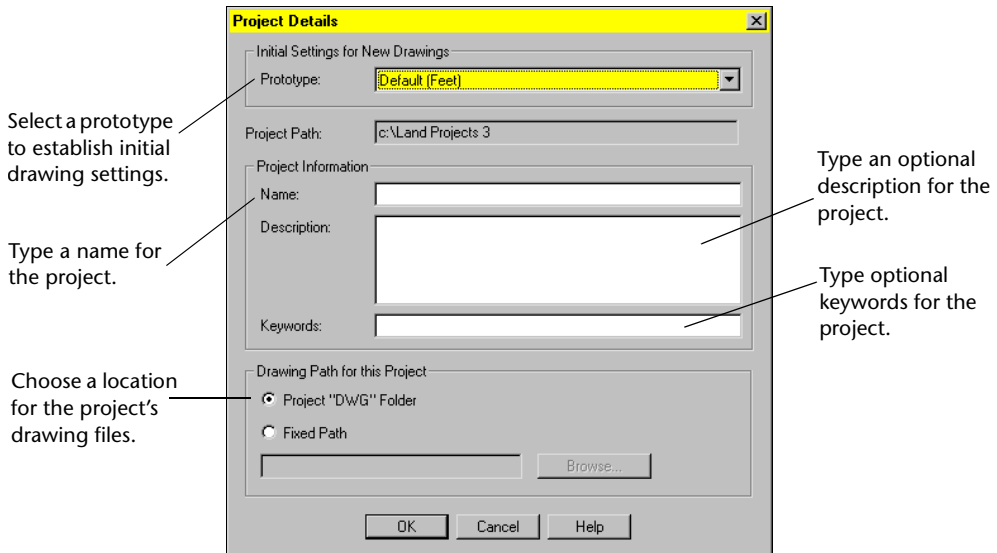 Project Details
Initial Settings for New Drawings
Prototype:
Default (Feet)
Select a prototype
to establish initial
drawing settings.
Project Path:
c:\Land Projects 3
Project Information
Name:
Type a name for
the project.
Description:
Type an optional
description for the
project.
Keywords:
Type optional
keywords for the
project.
Drawing Path for this Project
Choose a location
for the project’s
drawing files.
Project "DWG" Folder
Fixed Path
Browse...
OK
Cancel
Help